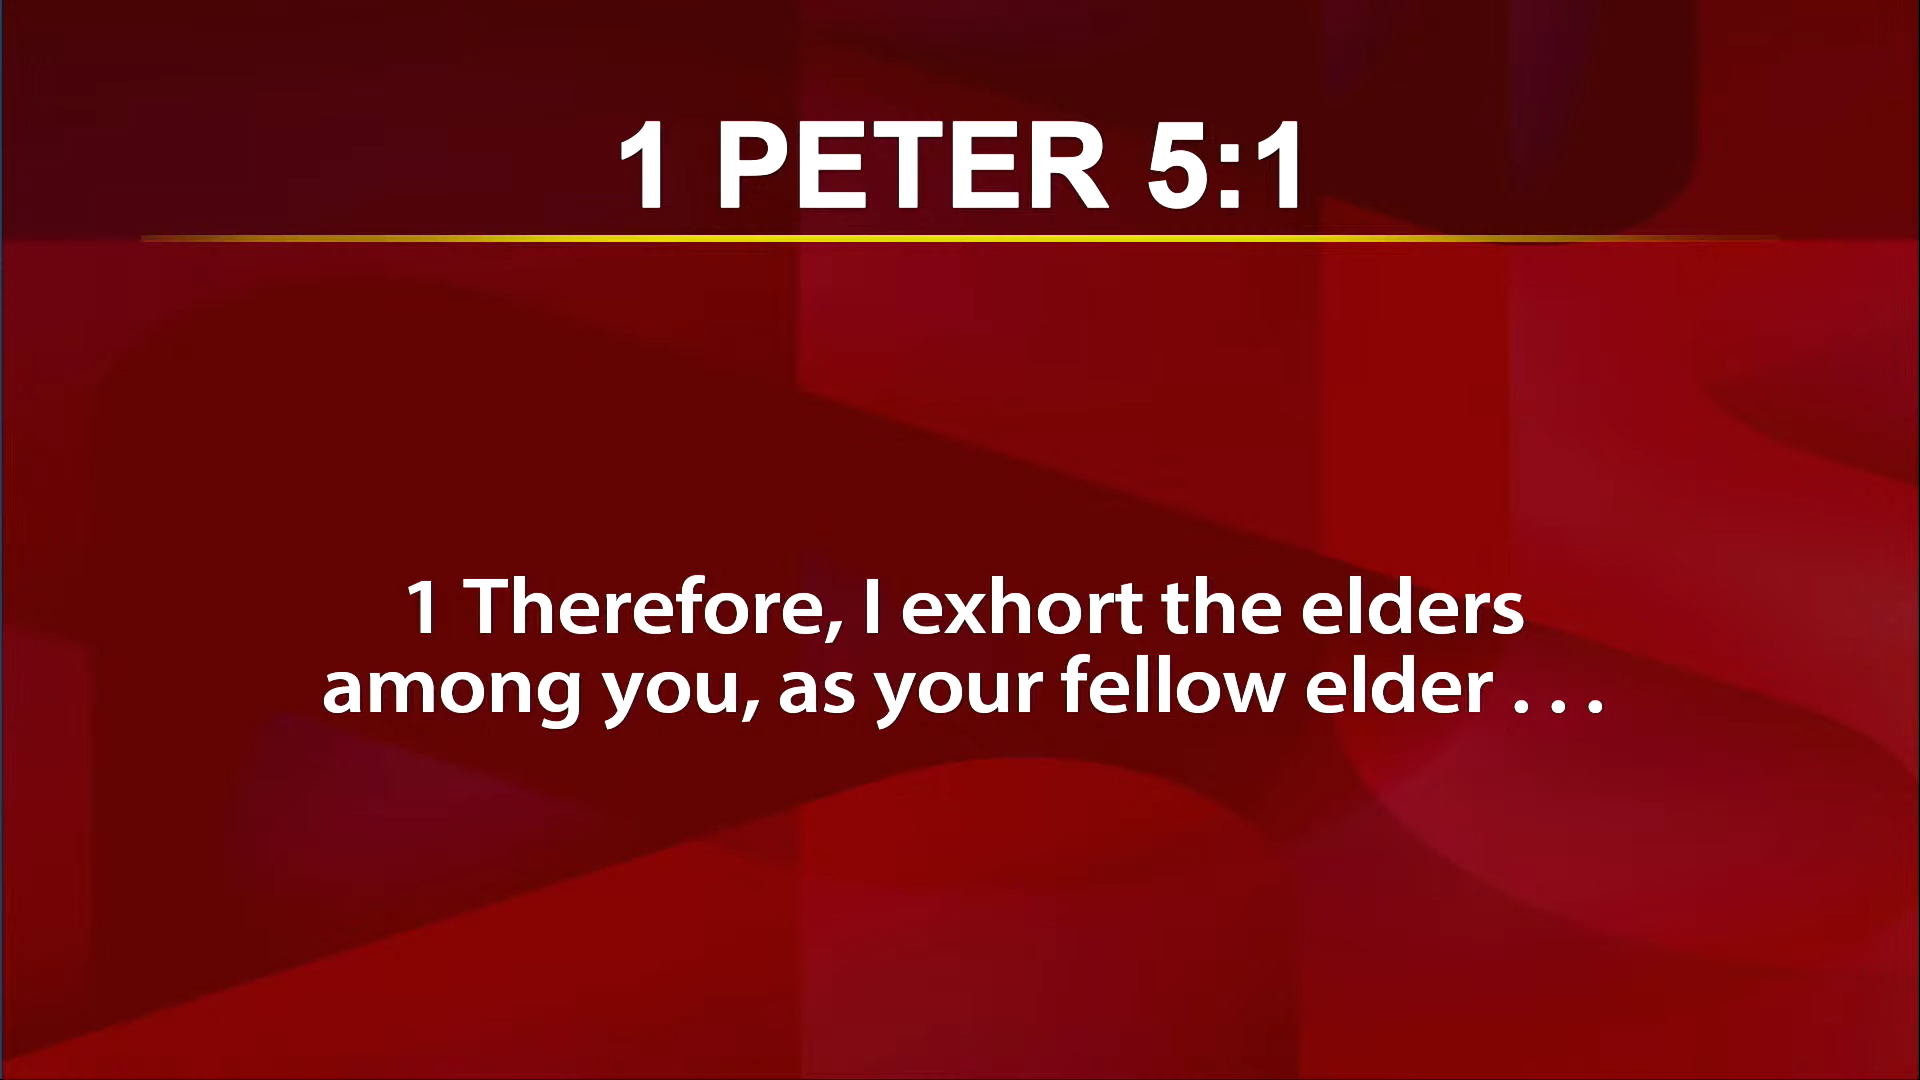 1 PETER 5:1
1 Therefore, I exhort the elders
among you, as your fellow elder . . .